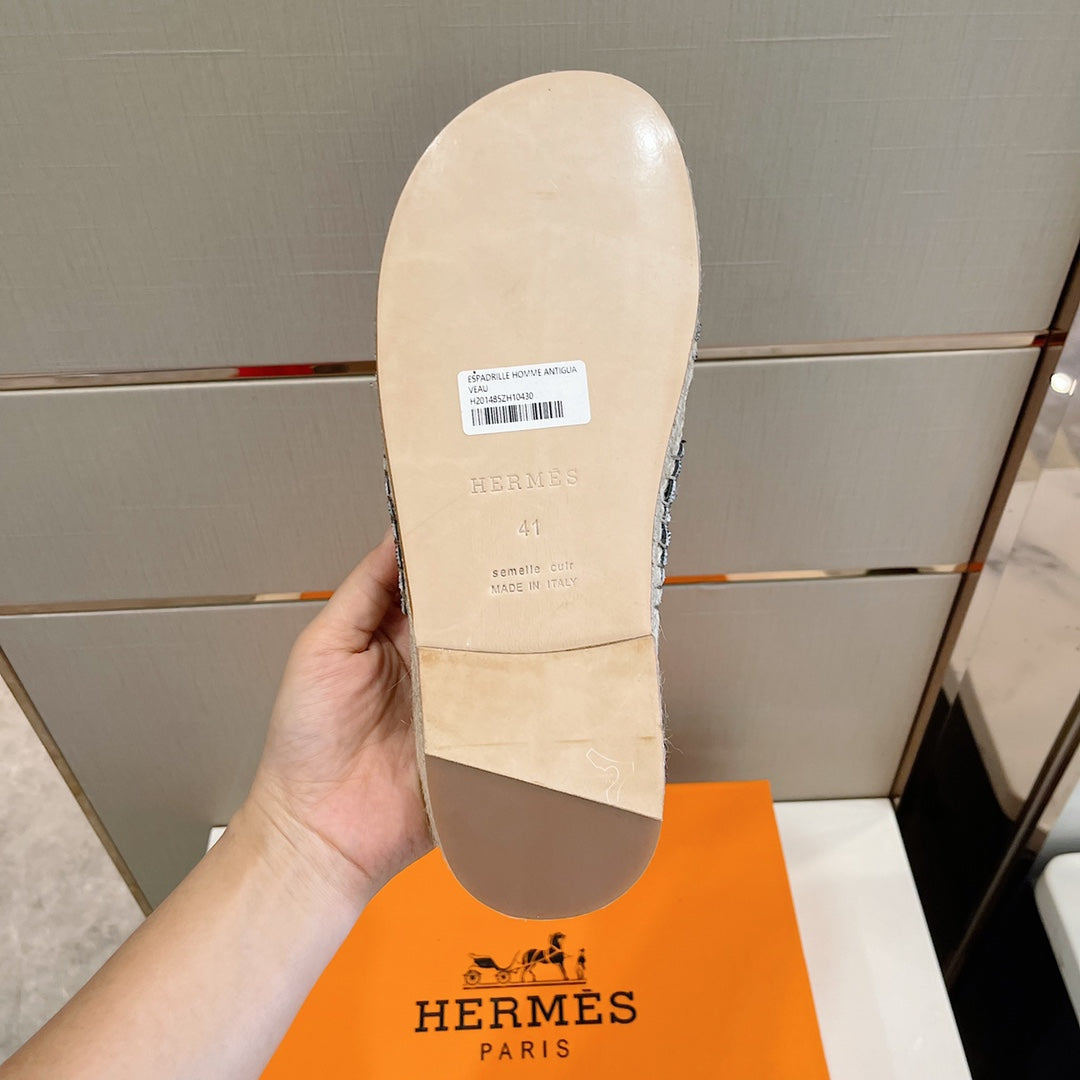 ESPADRILLE HOMME ANTIGUA
VEAU
H201485ZH10430
HERMÈS
41
semelle cuir
MADE IN ITALY
HERMÈS
PARIS